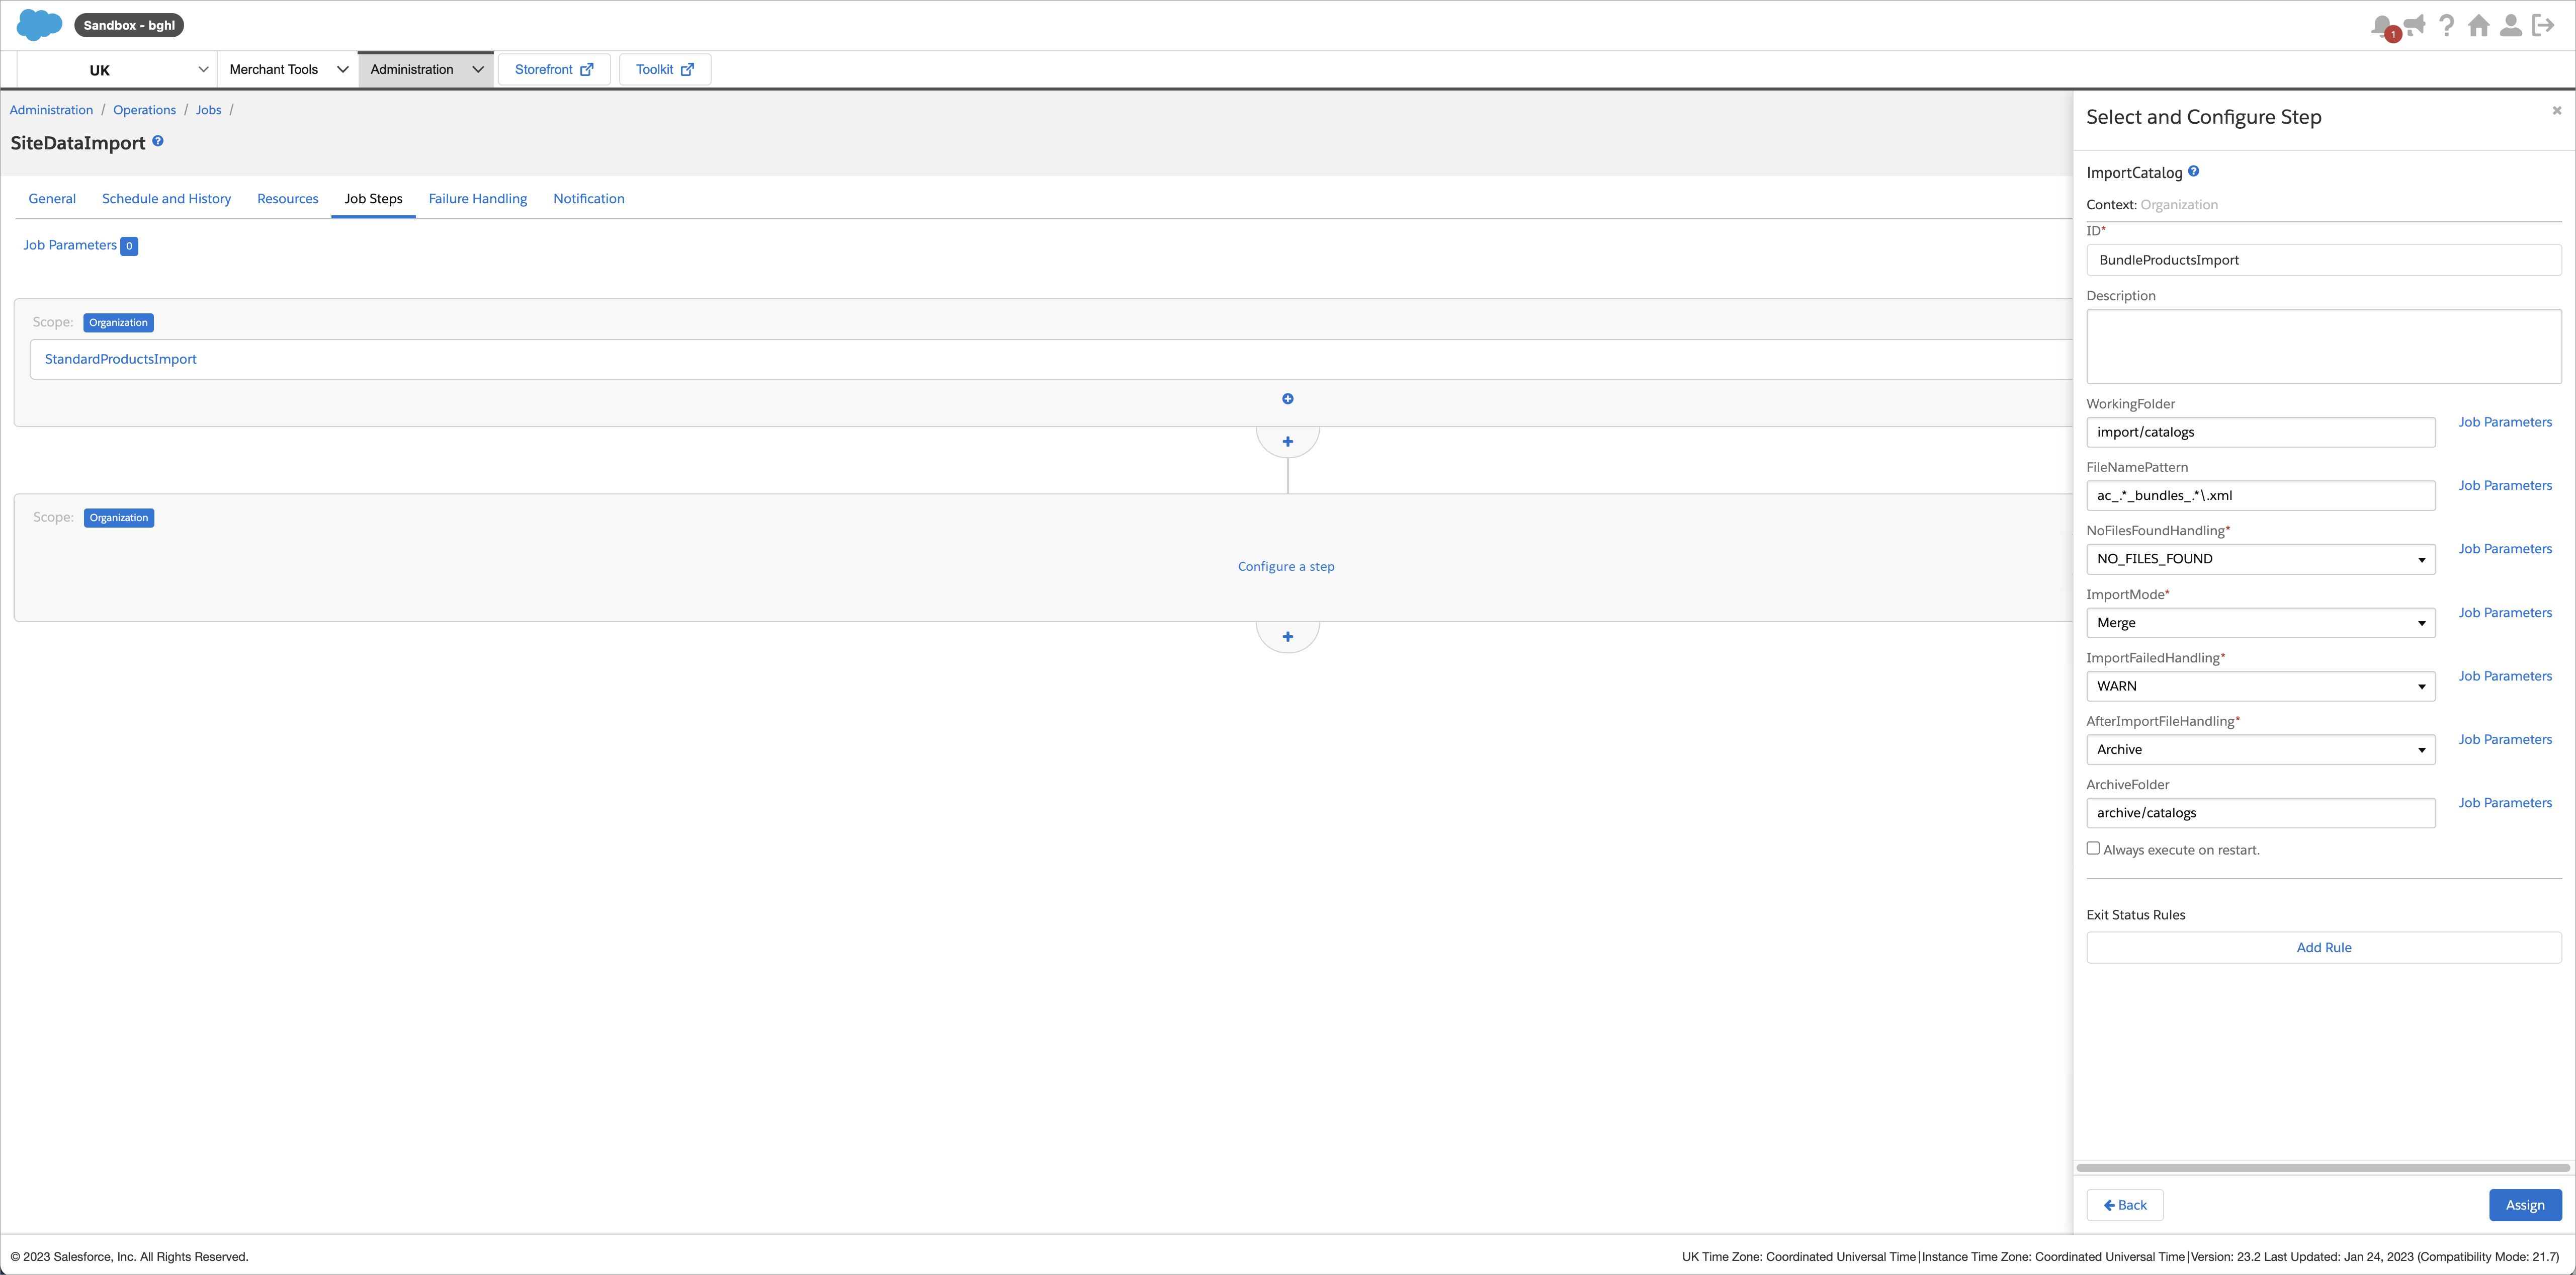 Sandbox - bghl
1
UK
Merchant Tools
Administration
Storefront
Toolkit
Administration / Operations / Jobs /
SiteDataImport
General
Schedule and History
Resources
Job Steps
Failure Handling
Notification
Job Parameters 0
Scope: Organization
StandardProductsImport
Scope: Organization
Configure a step
Select and Configure Step
ImportCatalog
Context: Organization
ID*
BundleProductsImport
Description
WorkingFolder
import/catalogs
Job Parameters
FileNamePattern
ac_.*_bundles_.*\.xml
Job Parameters
NoFilesFoundHandling*
NO_FILES_FOUND
Job Parameters
ImportMode*
Merge
Job Parameters
ImportFailedHandling*
WARN
Job Parameters
AfterImportFileHandling*
Archive
Job Parameters
ArchiveFolder
archive/catalogs
Job Parameters
Always execute on restart.
Exit Status Rules
Add Rule
Back
Assign
© 2023 Salesforce, Inc. All Rights Reserved.
UK Time Zone: Coordinated Universal Time|Instance Time Zone: Coordinated Universal Time|Version: 23.2 Last Updated: Jan 24, 2023 (Compatibility Mode: 21.7)